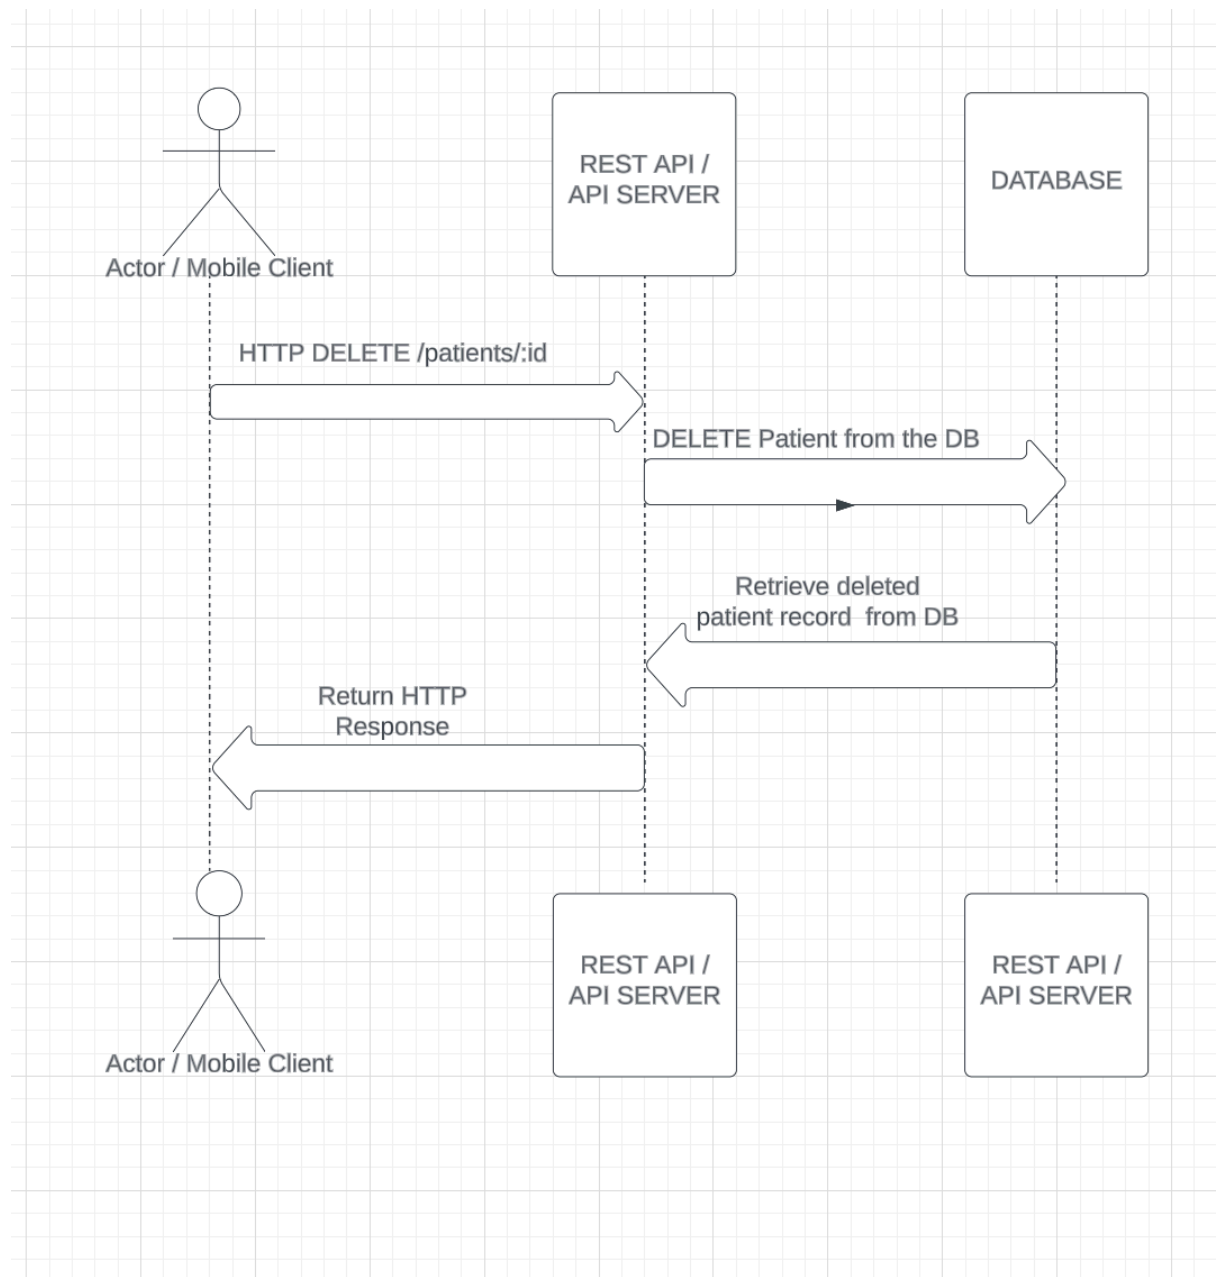 REST API /
API SERVER
DATABASE
Actor / Mobile Client
HTTP DELETE /patients/:id
DELETE Patient from the DB
Retrieve deleted
patient record  from DB
Return HTTP
Response
REST API /
API SERVER
REST API /
API SERVER
Actor / Mobile Client